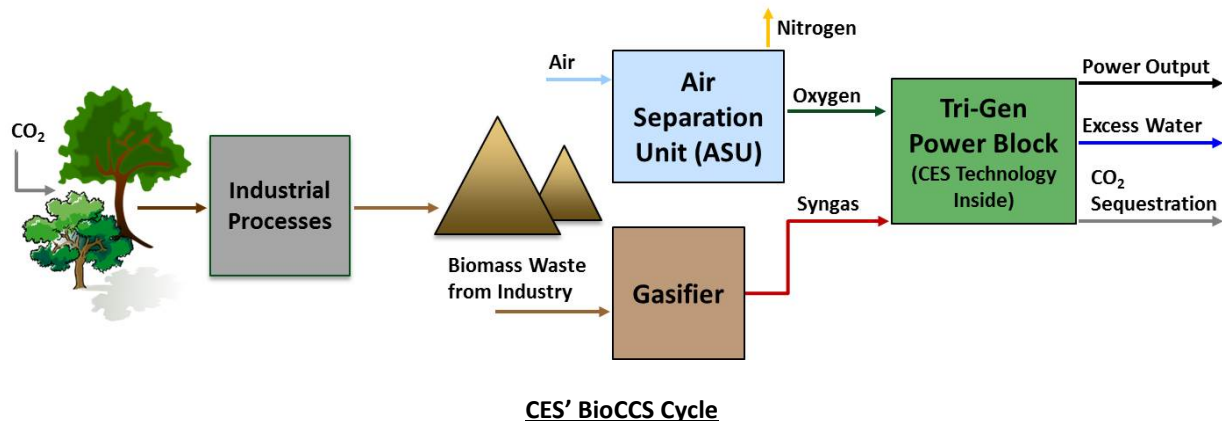 CO2
Industrial
Processes
Biomass Waste
from Industry
Air
Nitrogen
Air
Separation
Unit (ASU)
Oxygen
Gasifier
Syngas
Tri-Gen
Power Block
(CES Technology
Inside)
Power Output
Excess Water
CO2
Sequestration
CES’ BioCCS Cycle